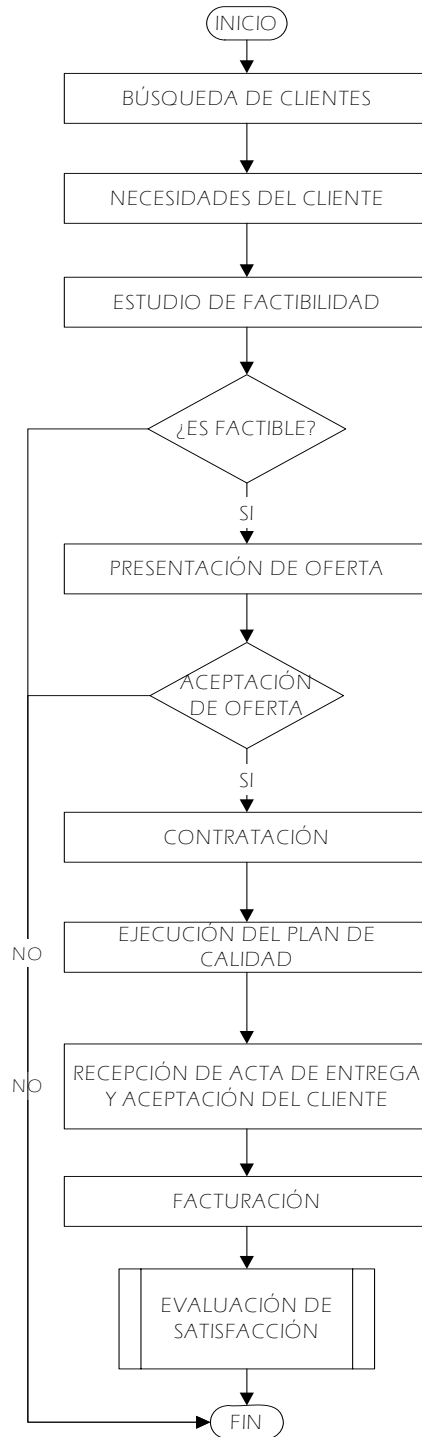 INICIO
BÚSQUEDA DE CLIENTES
NECESIDADES DEL CLIENTE
ESTUDIO DE FACTIBILIDAD
¿ES FACTIBLE?
SI
PRESENTACIÓN DE OFERTA
ACEPTACIÓN
DE OFERTA
SI
CONTRATACIÓN
EJECUCIÓN DEL PLAN DE
CALIDAD
NO
RECEPCIÓN DE ACTA DE ENTREGA
Y ACEPTACIÓN DEL CLIENTE
NO
FACTURACIÓN
EVALUACIÓN DE
SATISFACCIÓN
FIN